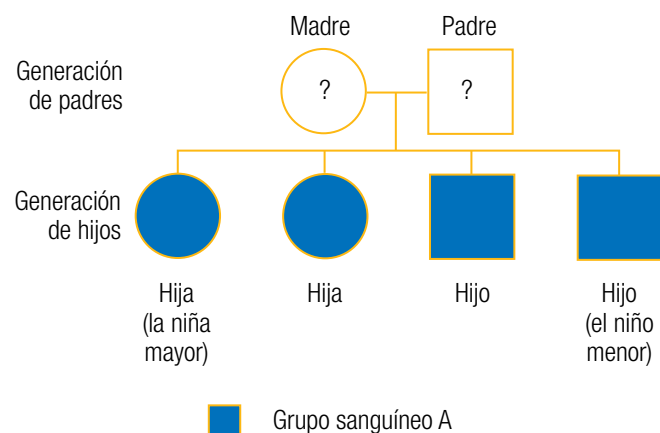 Madre
Padre
Generación
de padres
?
?
Generación
de hijos
Hija
(la niña
mayor)
Hija
Hijo
Hijo
(el niño
menor)
Grupo sanguíneo A